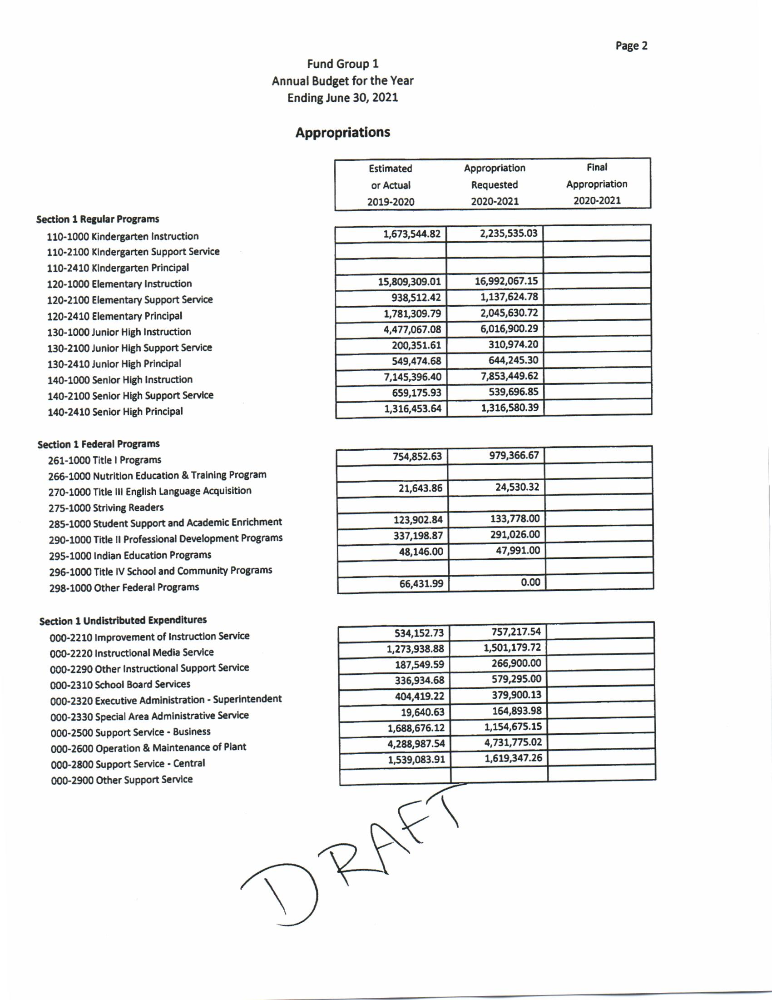 Page 2
Fund Group 1
Annual Budget for the Year
Ending June 30, 2021
Appropriations
Estimated Appropriation Final
or Actual Requested Appropriation
2019-2020 2020-2021 2020-2021
Section 1 Regular Programs
110-1000 Kindergarten Instruction 1,673,544.82 2,235,535.03
110-2100 Kindergarten Support Service
110-2410 Kindergarten Principal
120-1000 Elementary Instruction 15,809,309.01 16,992,067.15
120-2100 Elementary Support Service 938,512.42 1,137,624.78
120-2410 Elementary Principal 1,781,309.79 2,045,630.72
130-1000 Junior High Instruction 4,477,067.08 6,016,900.29
130-2100 Junior High Support Service 200,351.61 310,974.20
130-2410 Junior High Principal 549,474.68 644,245.30
140-1000 Senior High Instruction 7,145,396.40 7,853,449.62
140-2100 Senior High Support Service 659,175.93 539,696.85
140-2410 Senior High Principal 1,316,453.64 1,316,580.39
Section 1 Federal Programs
261-1000 Title I Programs 754,852.63 979,366.67
266-1000 Nutrition Education & Training Program
270-1000 Title III English Language Acquisition 21,643.86 24,530.32
275-1000 Striving Readers
285-1000 Student Support and Academic Enrichment 123,902.84 133,778.00
290-1000 Title II Professional Development Programs 337,198.87 291,026.00
295-1000 Indian Education Programs 48,146.00 47,991.00
296-1000 Title IV School and Community Programs
298-1000 Other Federal Programs 66,431.99 0.00
Section 1 Undistributed Expenditures
000-2210 Improvement of Instruction Service 534,152.73 757,217.54
000-2220 Instructional Media Service 1,273,938.88 1,501,179.72
000-2290 Other Instructional Support Service 187,549.59 266,900.00
000-2310 School Board Services 336,934.68 579,295.00
000-2320 Executive Administration - Superintendent 404,419.22 379,900.13
000-2330 Special Area Administrative Service 19,640.63 164,893.98
000-2500 Support Service - Business 1,688,676.12 1,154,675.15
000-2600 Operation & Maintenance of Plant 4,288,987.54 4,731,775.02
000-2800 Support Service - Central 1,539,083.91 1,619,347.26
000-2900 Other Support Service
DRAFT